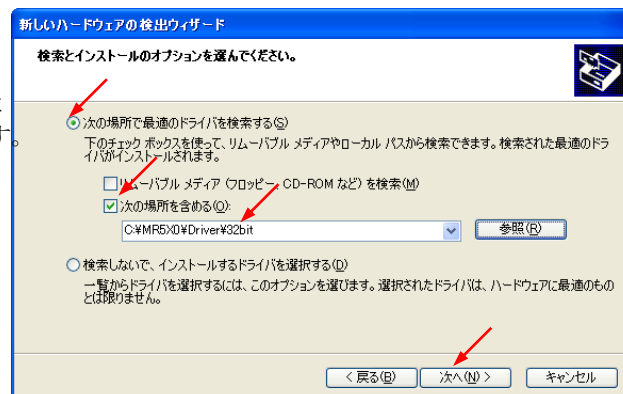 新しいハードウェアの検出ウィザード
検索とインストールのオプションを選んでください。
す。
次の場所で最適のドライバを検索する(S)
下のチェック ボックスを使って、リムーバブル メディアやローカル パスから検索できます。検索された最適のドラ
イバがインストールされます。
リムーバブル メディア (フロッピー、CD-ROM など) を検索(M)
次の場所を含める(O):
C:¥MR5X0¥Driver¥32bit
参照(R)
検索しないで、インストールするドライバを選択する(D)
一覧からドライバを選択するには、このオプションを選びます。選択されたドライバは、ハードウェアに最適のもの
とは限りません。
< 戻る(B)
次へ(N) >
キャンセル